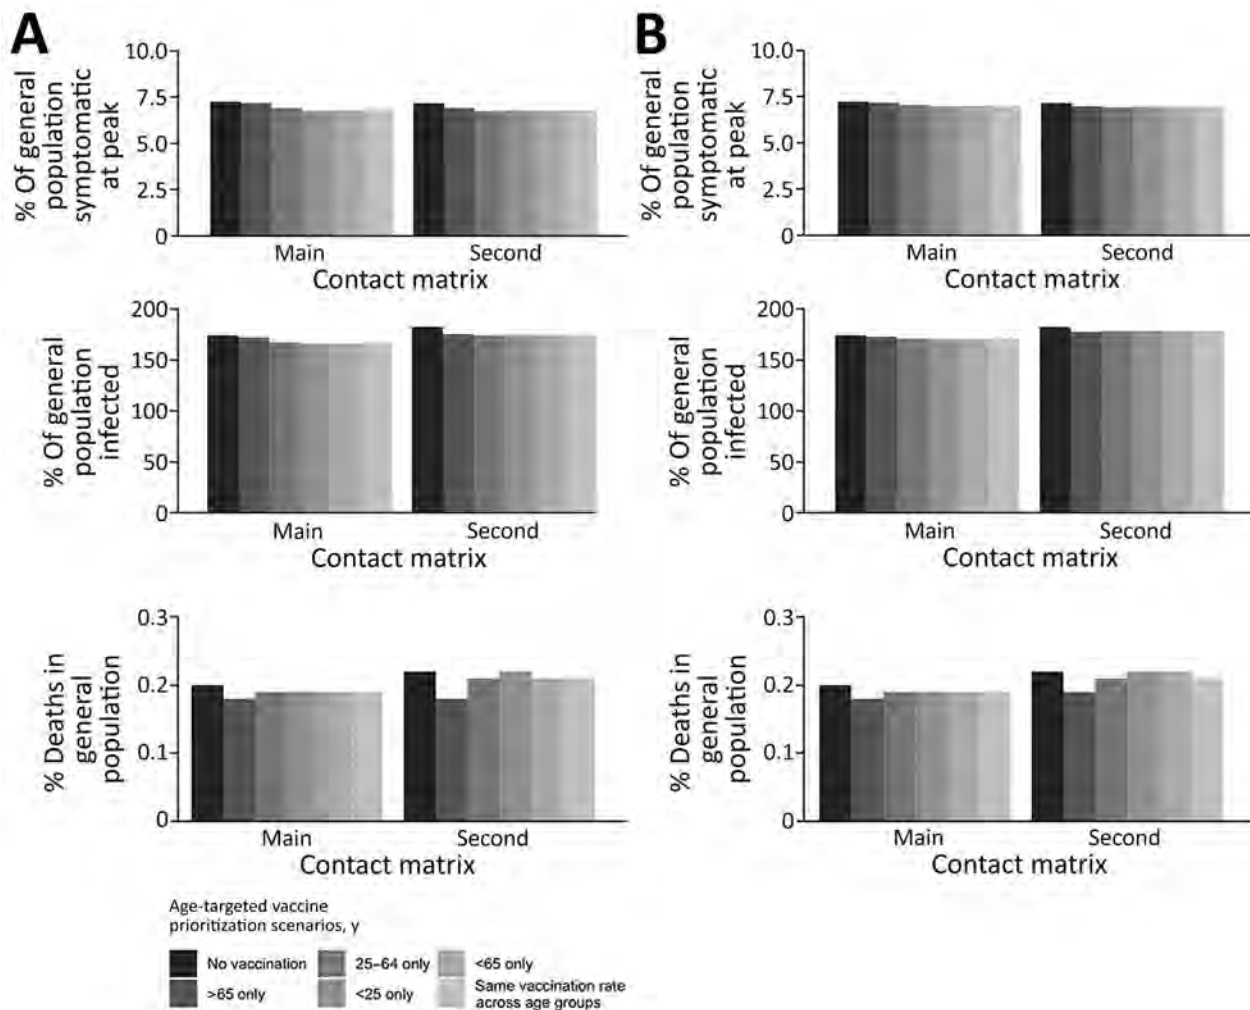 A
% Of general
population
symptomatic
at peak
10.0
7.5
5.0
2.5
0
Main
Second
Contact matrix
% Of general
population
infected
200
150
100
50
0
Main
Second
Contact matrix
% Deaths in
general
population
0.3
0.2
0.1
0
Main
Second
Contact matrix
B
% Of general
population
symptomatic
at peak
10.0
7.5
5.0
2.5
0
Main
Second
Contact matrix
% Of general
population
infected
200
150
100
50
0
Main
Second
Contact matrix
% Deaths in
general
population
0.3
0.2
0.1
0
Main
Second
Contact matrix
Age-targeted vaccine
prioritization scenarios, y
No vaccination
>65 only
25–64 only
<25 only
<65 only
Same vaccination rate
across age groups